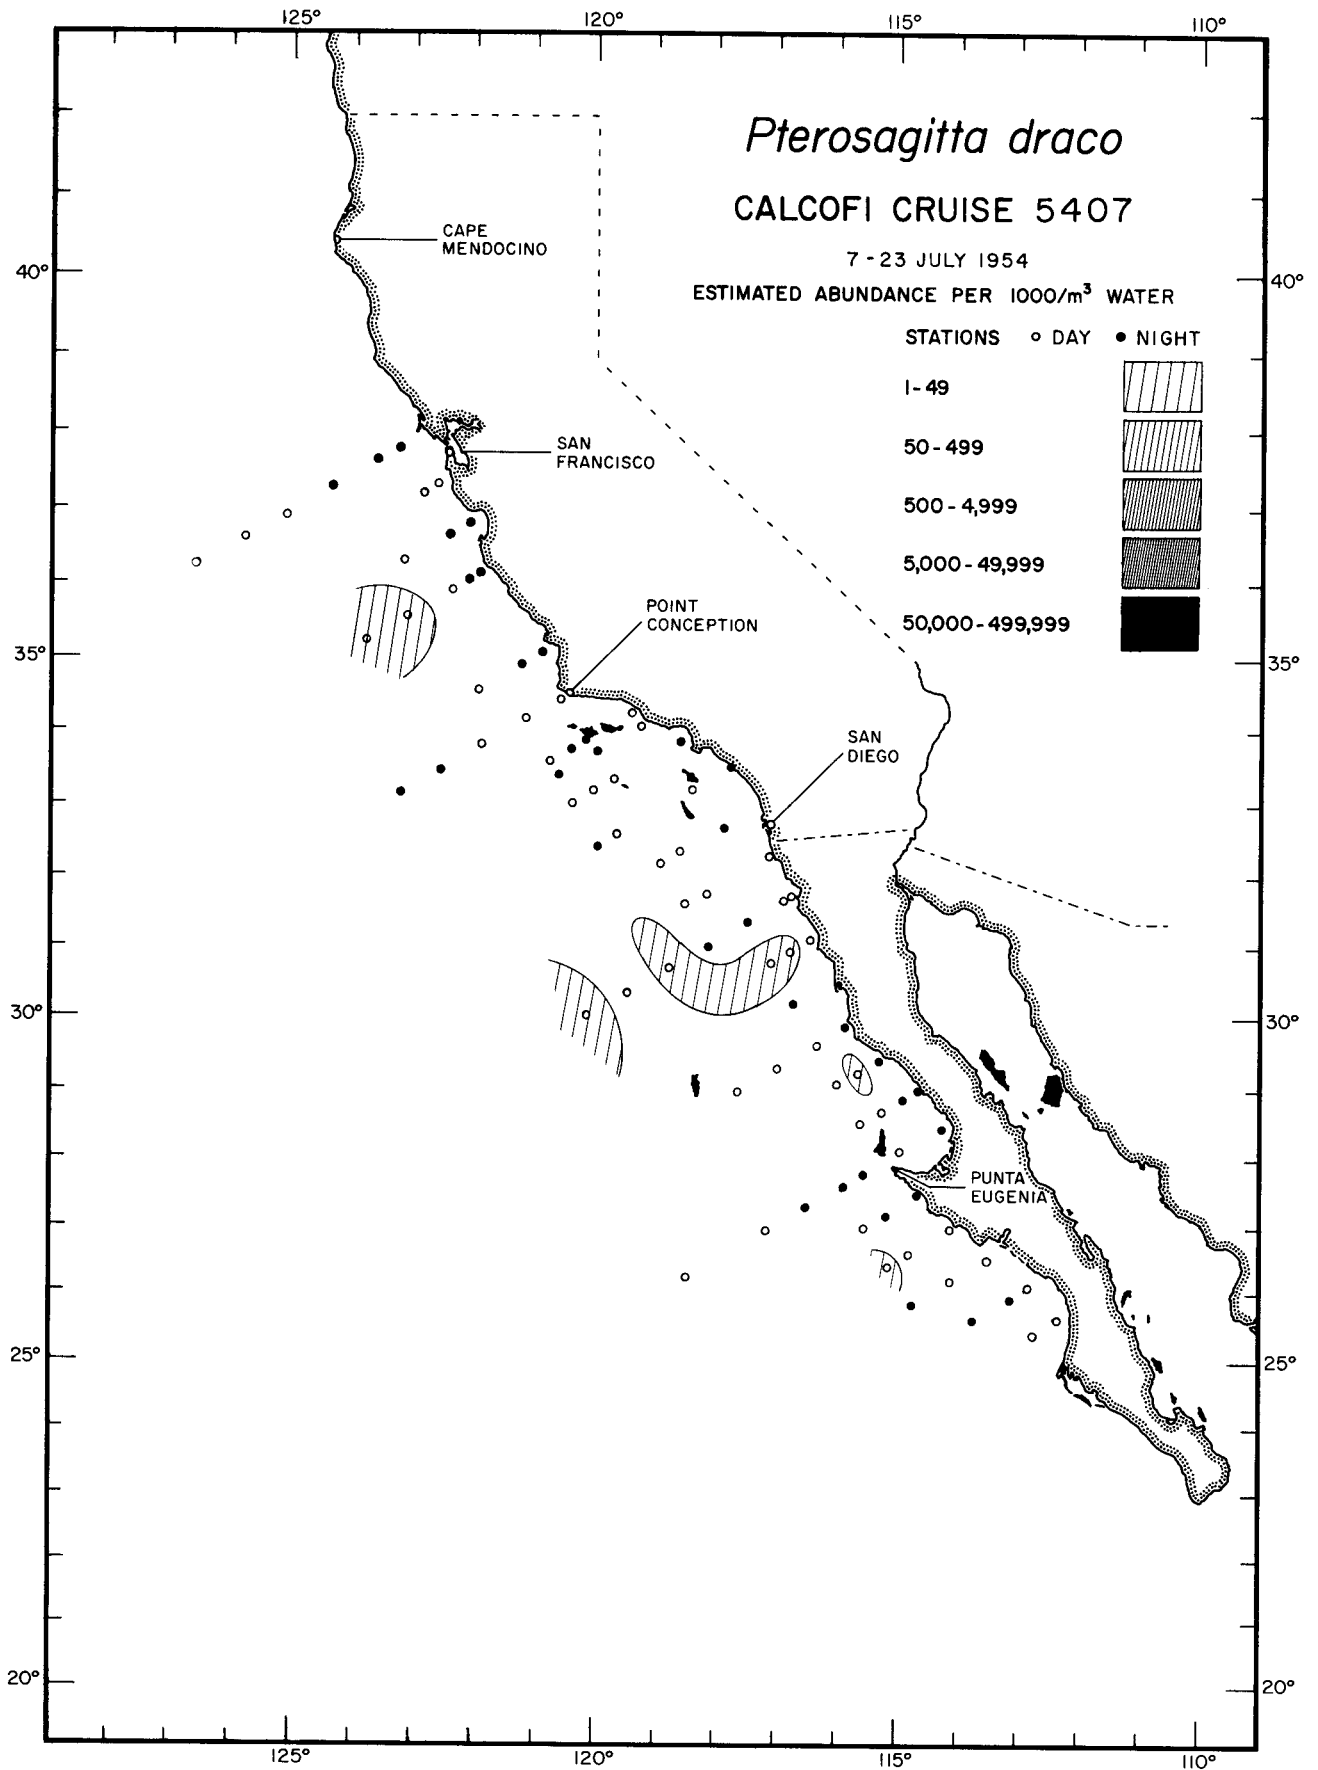 125° 120° 115° 110°
Pterosagitta draco
CALCOFI CRUISE 5407
7-23 JULY 1954
ESTIMATED ABUNDANCE PER 1000/m³ WATER
STATIONS ○ DAY ● NIGHT
1-49
50-499
500-4,999
5,000-49,999
50,000-499,999
CAPE
MENDOCINO
40° 40°
SAN
FRANCISCO
POINT
CONCEPTION
35° 35°
SAN
DIEGO
30° 30°
PUNTA
EUGENIA
25° 25°
20° 20°
125° 120° 115° 110°